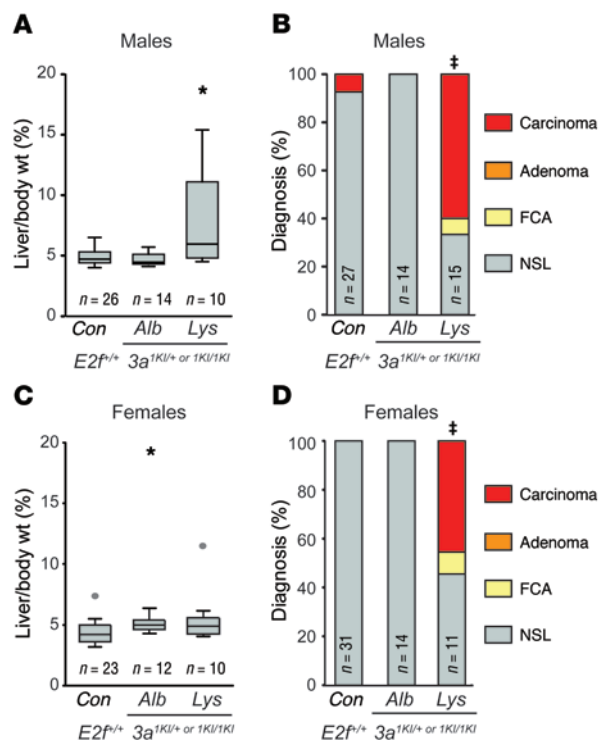 A
Males
Liver/body wt (%)
20
15
10
5
0
*
n = 26
n = 14
n = 10
Con
Alb
Lys
E2f+/+
3a1KI/+ or 1KI/1KI
B
Males
Diagnosis (%)
100
80
60
40
20
0
‡
n = 27
n = 14
n = 15
Con
Alb
Lys
E2f+/+
3a1KI/+ or 1KI/1KI
Carcinoma
Adenoma
FCA
NSL
C
Females
Liver/body wt (%)
20
15
10
5
0
*
n = 23
n = 12
n = 10
Con
Alb
Lys
E2f+/+
3a1KI/+ or 1KI/1KI
D
Females
Diagnosis (%)
100
80
60
40
20
0
‡
n = 31
n = 14
n = 11
Con
Alb
Lys
E2f+/+
3a1KI/+ or 1KI/1KI
Carcinoma
Adenoma
FCA
NSL